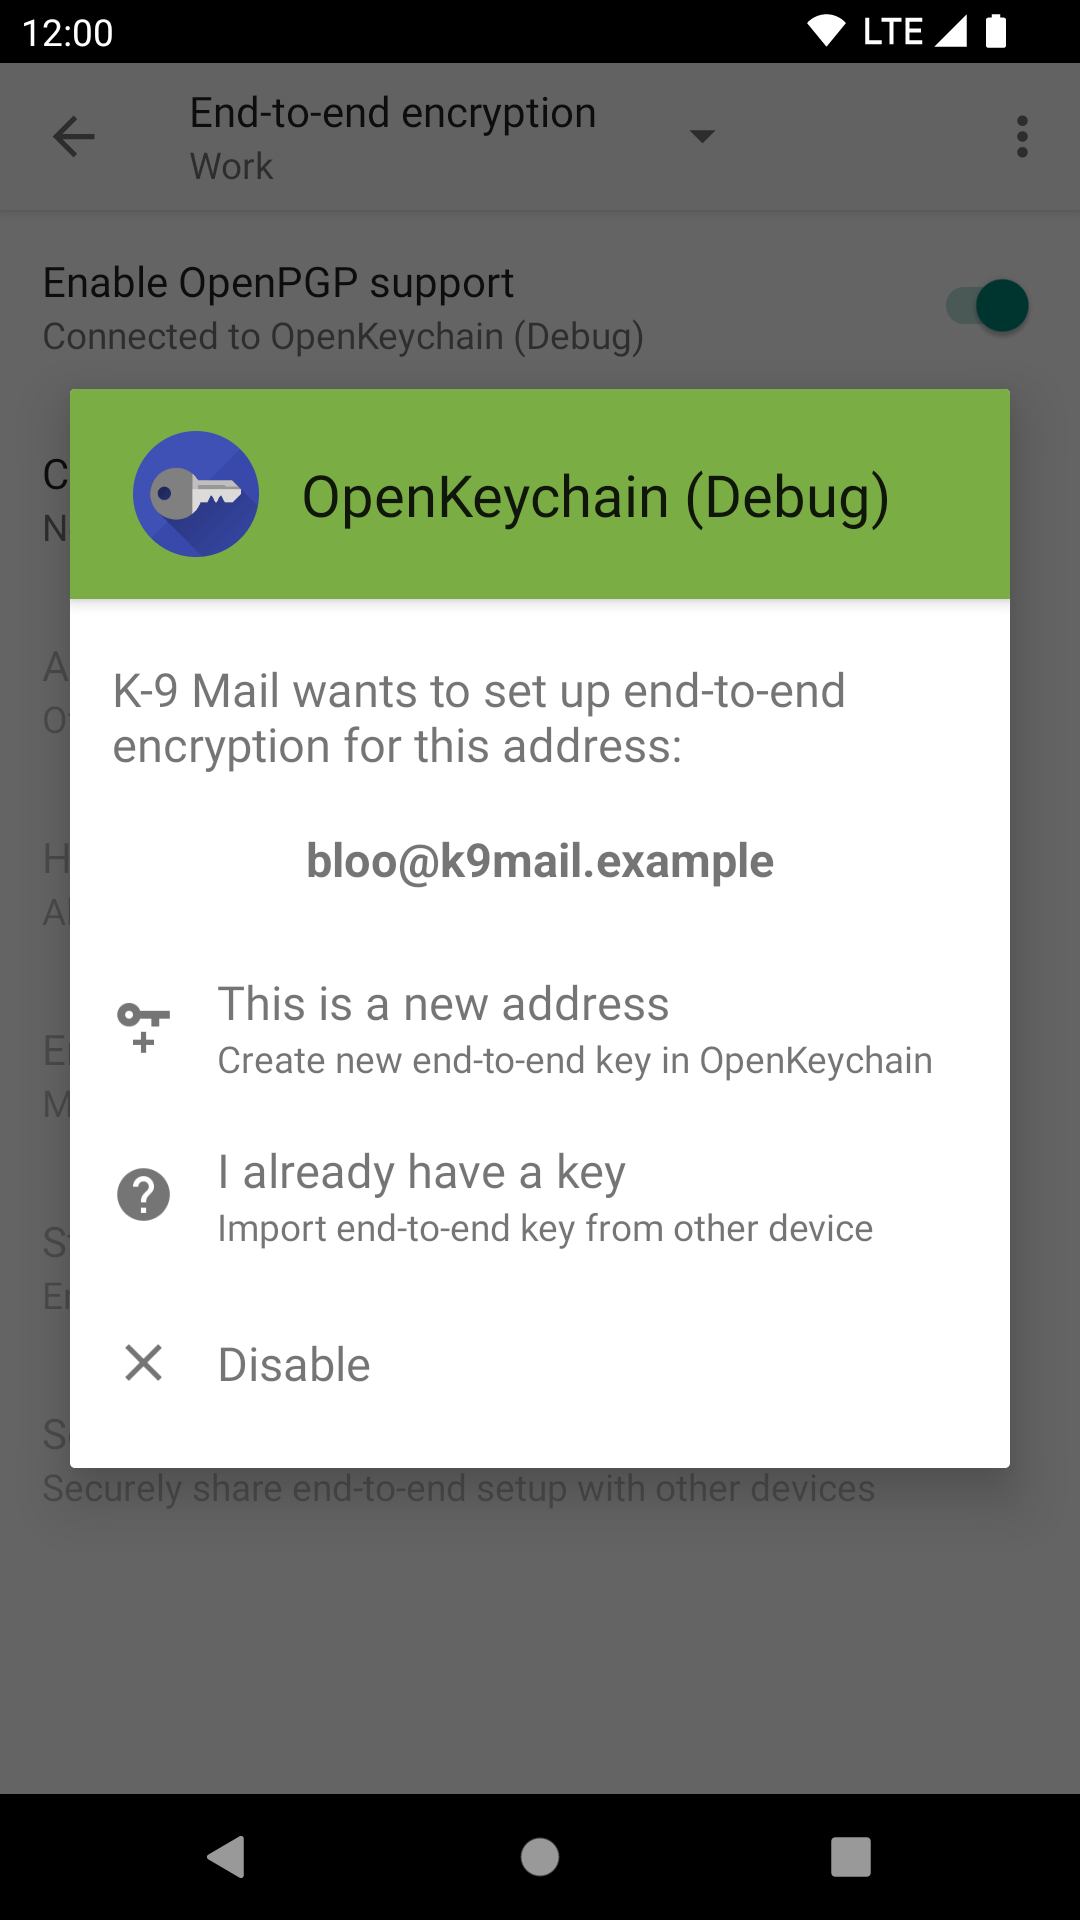 12:00
LTE
End-to-end encryption
Work
Enable OpenPGP support
Connected to OpenKeychain (Debug)
OpenKeychain (Debug)
K-9 Mail wants to set up end-to-end
encryption for this address:
bloo@k9mail.example
This is a new address
Create new end-to-end key in OpenKeychain
I already have a key
Import end-to-end key from other device
Disable
Securely share end-to-end setup with other devices